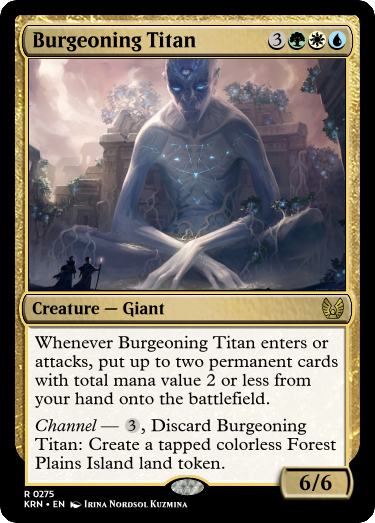 Burgeoning Titan 3
Creature — Giant
Whenever Burgeoning Titan enters or
attacks, put up to two permanent cards
with total mana value 2 or less from
your hand onto the battlefield.
Channel — 3, Discard Burgeoning
Titan: Create a tapped colorless Forest
Plains Island land token.
6/6
R 0275
KRN • EN Irina Nordsol Kuzmina